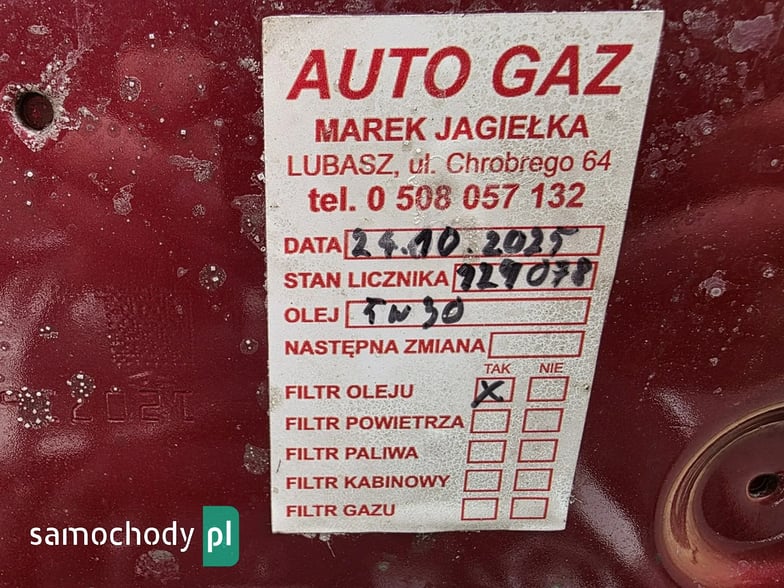 AUTO GAZ
MAREK JAGIEŁKA
LUBASZ, ul. Chrobrego 64
tel. 0 508 057 132
DATA 24.10.2025
STAN LICZNIKA 929078
OLEJ 5W30
NASTĘPNA ZMIANA
TAK NIE
FILTR OLEJU X
FILTR POWIETRZA
FILTR PALIWA
FILTR KABINOWY
FILTR GAZU
samochody pl